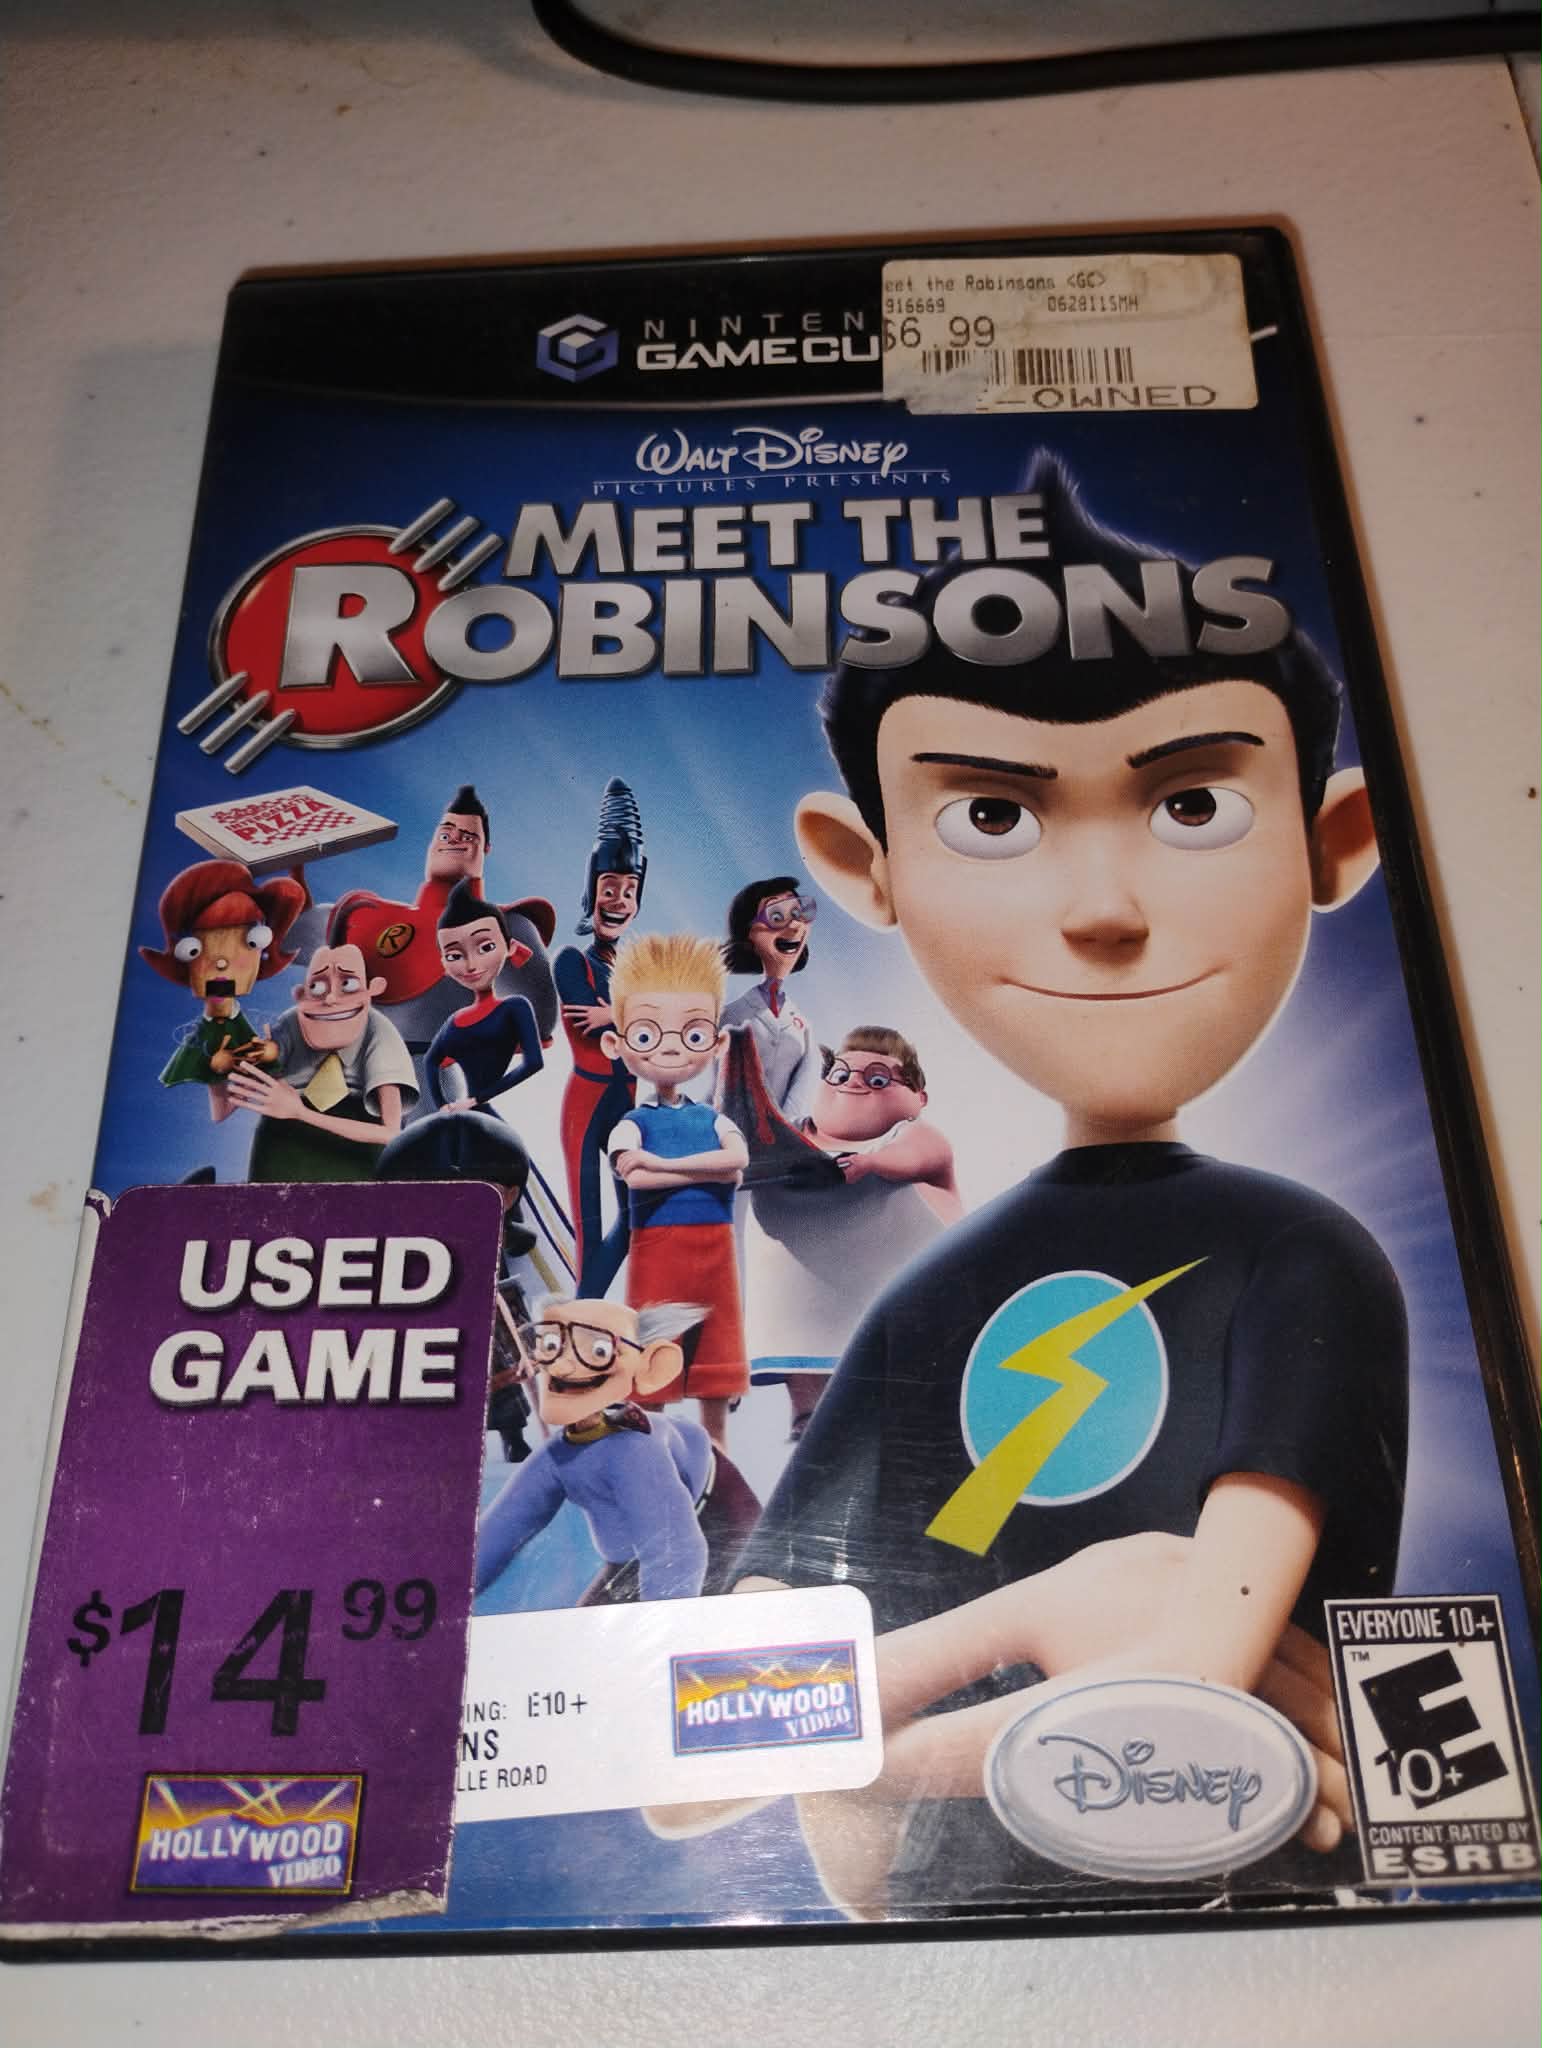 eet the Robinsons <GC>
916669 062811SMH
$6.99
-OWNED
NINTEN
GAMECU
WALT DISNEY
PICTURES PRESENTS
MEET THE
ROBINSONS
PIZZA
R
USED
GAME
$14 99
HOLLYWOOD
VIDEO
ING: E10+
NS
LLE ROAD
HOLLYWOOD
VIDEO
DISNEY
EVERYONE 10+
TM
E
10+
CONTENT RATED BY
ESRB